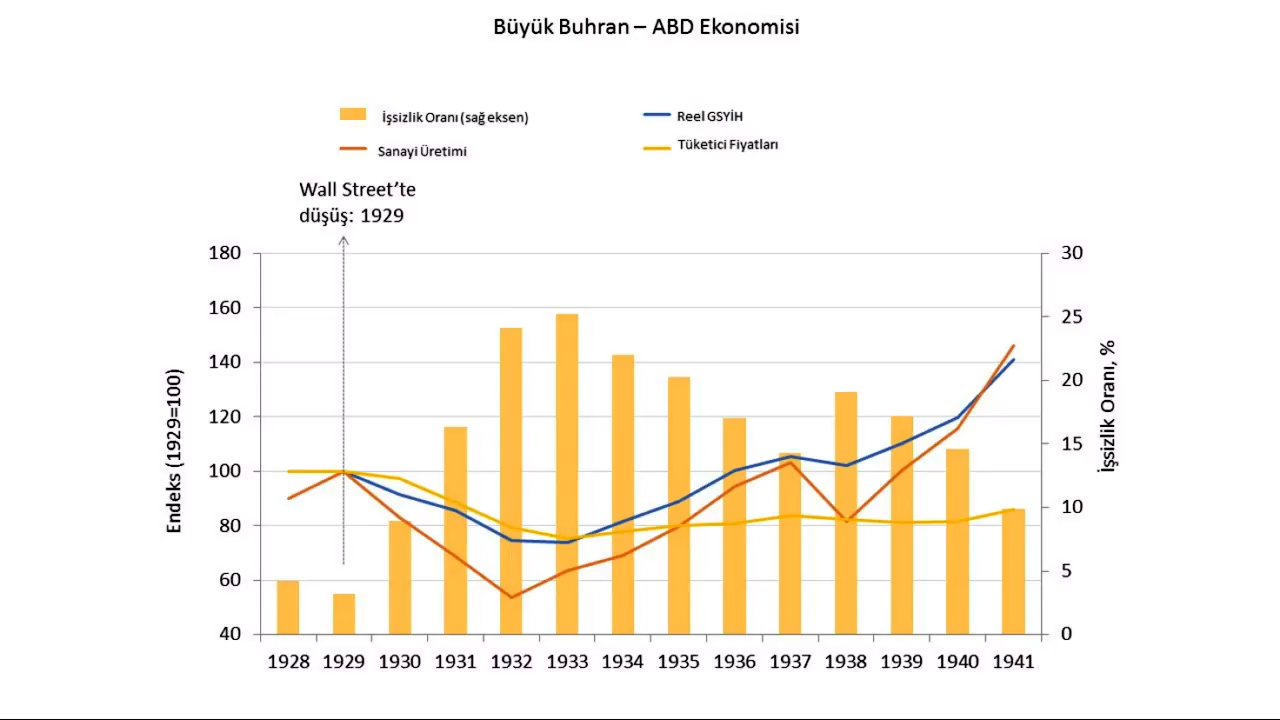 Büyük Buhran – ABD Ekonomisi
İşsizlik Oranı (sağ eksen)
Reel GSYİH
Sanayi Üretimi
Tüketici Fiyatları
Wall Street’te
düşüş: 1929
Endeks (1929=100)
180
160
140
120
100
80
60
40
30
25
20
15
10
5
0
İşsizlik Oranı, %
1928 1929 1930 1931 1932 1933 1934 1935 1936 1937 1938 1939 1940 1941